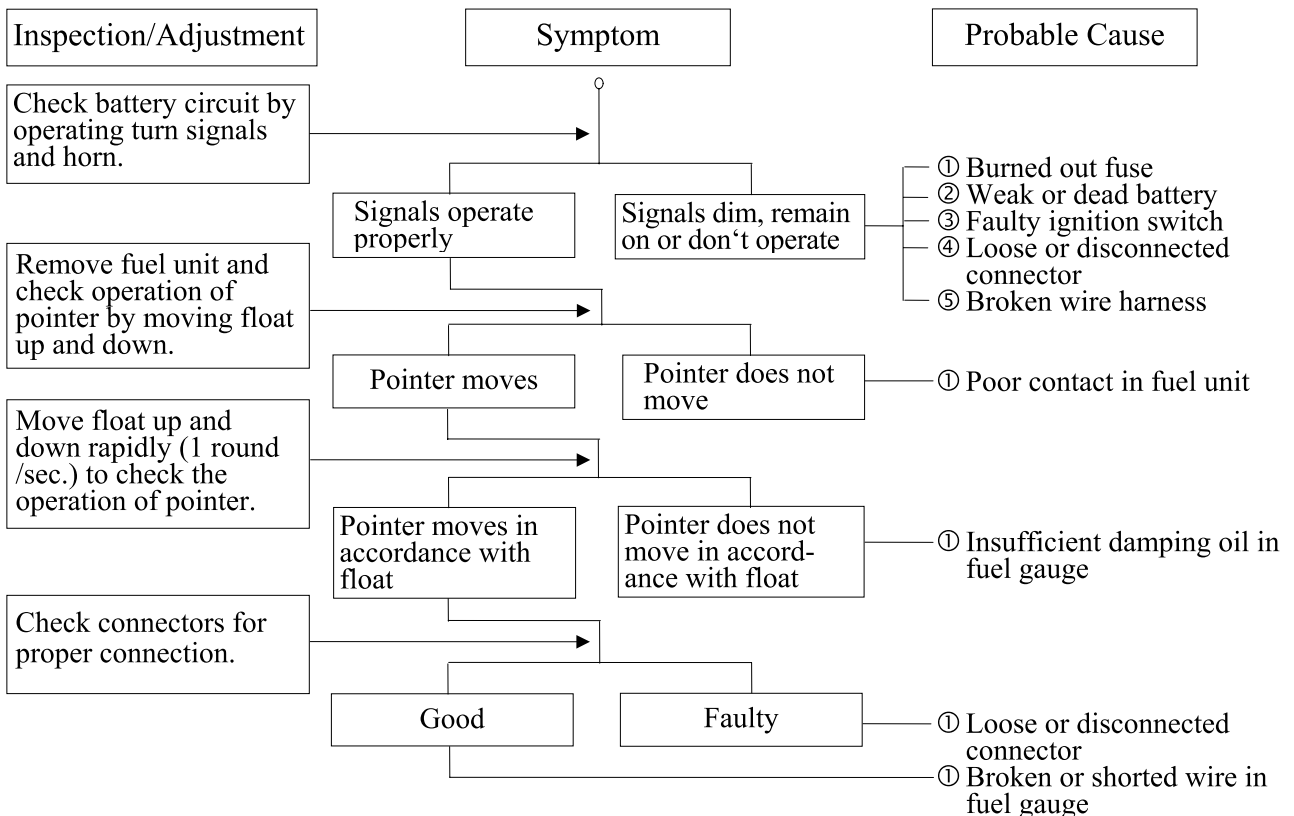 Inspection/Adjustment
Symptom
Probable Cause
Check battery circuit by
operating turn signals
and horn.
Signals operate
properly
Signals dim, remain
on or don‘t operate
① Burned out fuse
② Weak or dead battery
③ Faulty ignition switch
④ Loose or disconnected
connector
⑤ Broken wire harness
Remove fuel unit and
check operation of
pointer by moving float
up and down.
Pointer moves
Pointer does not
move
① Poor contact in fuel unit
Move float up and
down rapidly (1 round
/sec.) to check the
operation of pointer.
Pointer moves in
accordance with
float
Pointer does not
move in accord-
ance with float
① Insufficient damping oil in
fuel gauge
Check connectors for
proper connection.
Good
Faulty
① Loose or disconnected
connector
① Broken or shorted wire in
fuel gauge